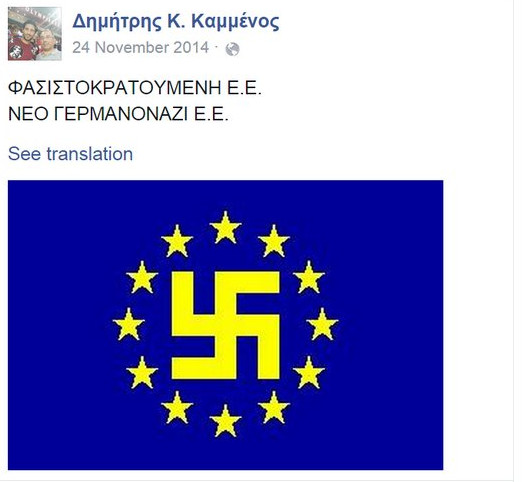 Δημήτρης Κ. Καμμένος
24 November 2014 ·
ΦΑΣΙΣΤΟΚΡΑΤΟΥΜΕΝΗ Ε.Ε.
ΝΕΟ ΓΕΡΜΑΝΟΝΑΖΙ Ε.Ε.
See translation